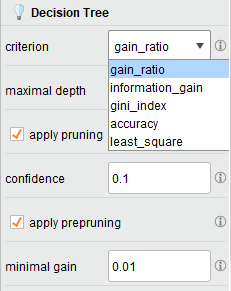 Decision Tree
criterion gain_ratio
gain_ratio
information_gain
maximal depth
gini_index
accuracy
apply pruning
least_square
confidence 0.1
apply prepruning
minimal gain 0.01